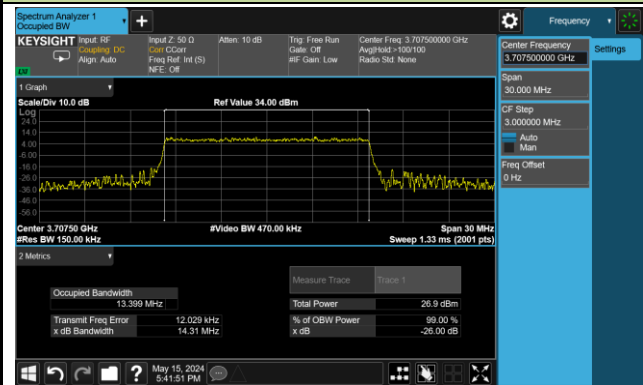 Spectrum Analyzer 1
Occupied BW
Frequency
KEYSIGHT
Input: RF
Coupling: DC
Align: Auto
Input Z: 50 Ω
Corr CCorr
Freq Ref: Int (S)
NFE: Off
Atten: 10 dB
Trig: Free Run
Gate: Off
#IF Gain: Low
Center Freq: 3.707500000 GHz
Avg|Hold:>100/100
Radio Std: None
Center Frequency
3.707500000 GHz
Settings
Span
30.000 MHz
CF Step
3.000000 MHz
Auto
Man
Freq Offset
0 Hz
1 Graph
Scale/Div 10.0 dB
Ref Value 34.00 dBm
Log
24.0
14.0
4.00
-6.00
-16.0
-26.0
-36.0
-46.0
-56.0
Center 3.70750 GHz
#Video BW 470.00 kHz
Span 30 MHz
#Res BW 150.00 kHz
Sweep 1.33 ms (2001 pts)
2 Metrics
Measure Trace
Trace 1
Occupied Bandwidth
13.399 MHz
Total Power
26.9 dBm
Transmit Freq Error
12.029 kHz
% of OBW Power
99.00 %
x dB Bandwidth
14.31 MHz
x dB
-26.00 dB
?
May 15, 2024
5:41:51 PM